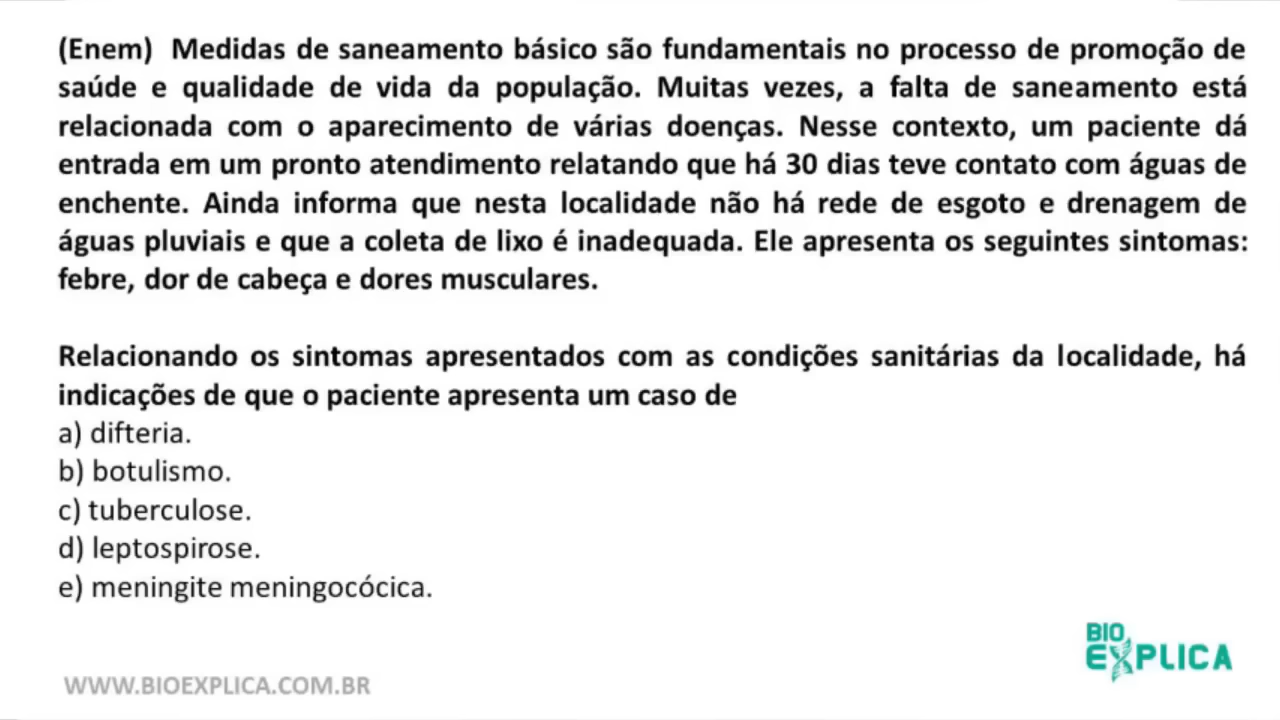 (Enem) Medidas de saneamento básico são fundamentais no processo de promoção de
saúde e qualidade de vida da população. Muitas vezes, a falta de saneamento está
relacionada com o aparecimento de várias doenças. Nesse contexto, um paciente dá
entrada em um pronto atendimento relatando que há 30 dias teve contato com águas de
enchente. Ainda informa que nesta localidade não há rede de esgoto e drenagem de
águas pluviais e que a coleta de lixo é inadequada. Ele apresenta os seguintes sintomas:
febre, dor de cabeça e dores musculares.
Relacionando os sintomas apresentados com as condições sanitárias da localidade, há
indicações de que o paciente apresenta um caso de
a) difteria.
b) botulismo.
c) tuberculose.
d) leptospirose.
e) meningite meningocócica.
BIO
EXPLICA
WWW.BIOEXPLICA.COM.BR